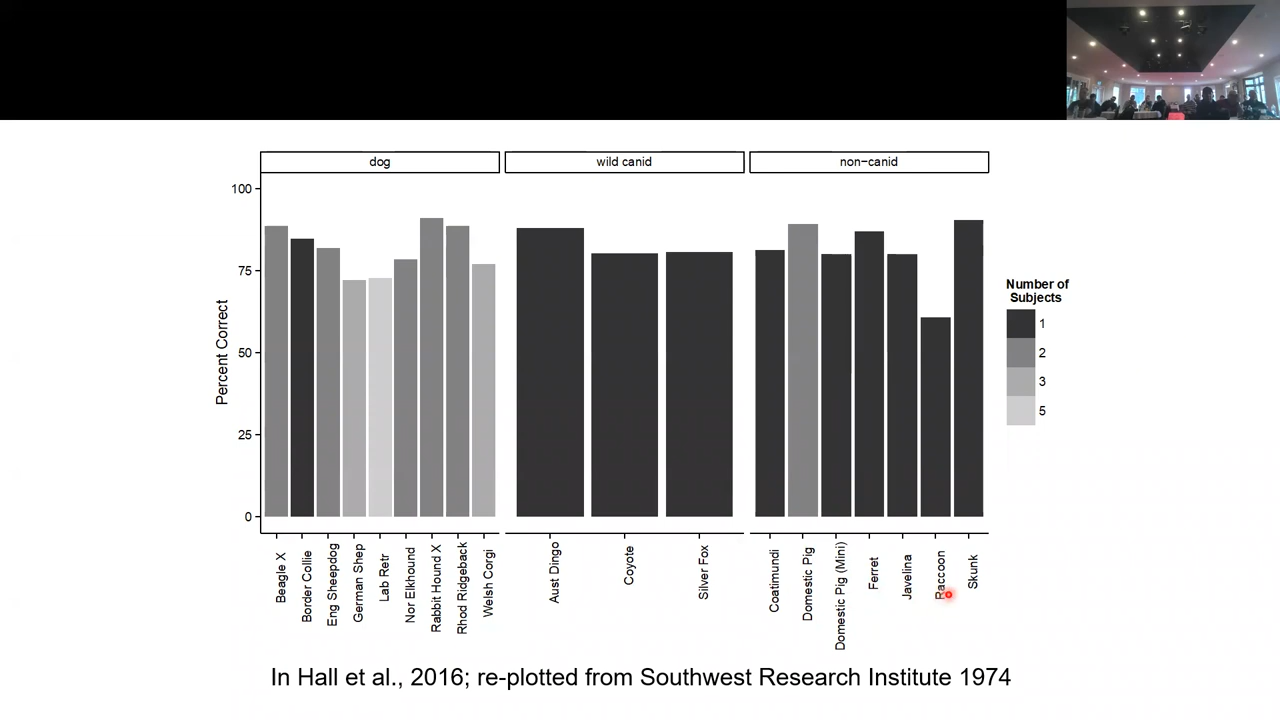 dog
wild canid
non−canid
100
75
50
25
0
Percent Correct
Beagle X
Border Collie
Eng Sheepdog
German Shep
Lab Retr
Nor Elkhound
Rabbit Hound X
Rhod Ridgeback
Welsh Corgi
Aust Dingo
Coyote
Silver Fox
Coatimundi
Domestic Pig
Domestic Pig (Mini)
Ferret
Javelina
Raccoon
Skunk
Number of
Subjects
1
2
3
5
In Hall et al., 2016; re-plotted from Southwest Research Institute 1974